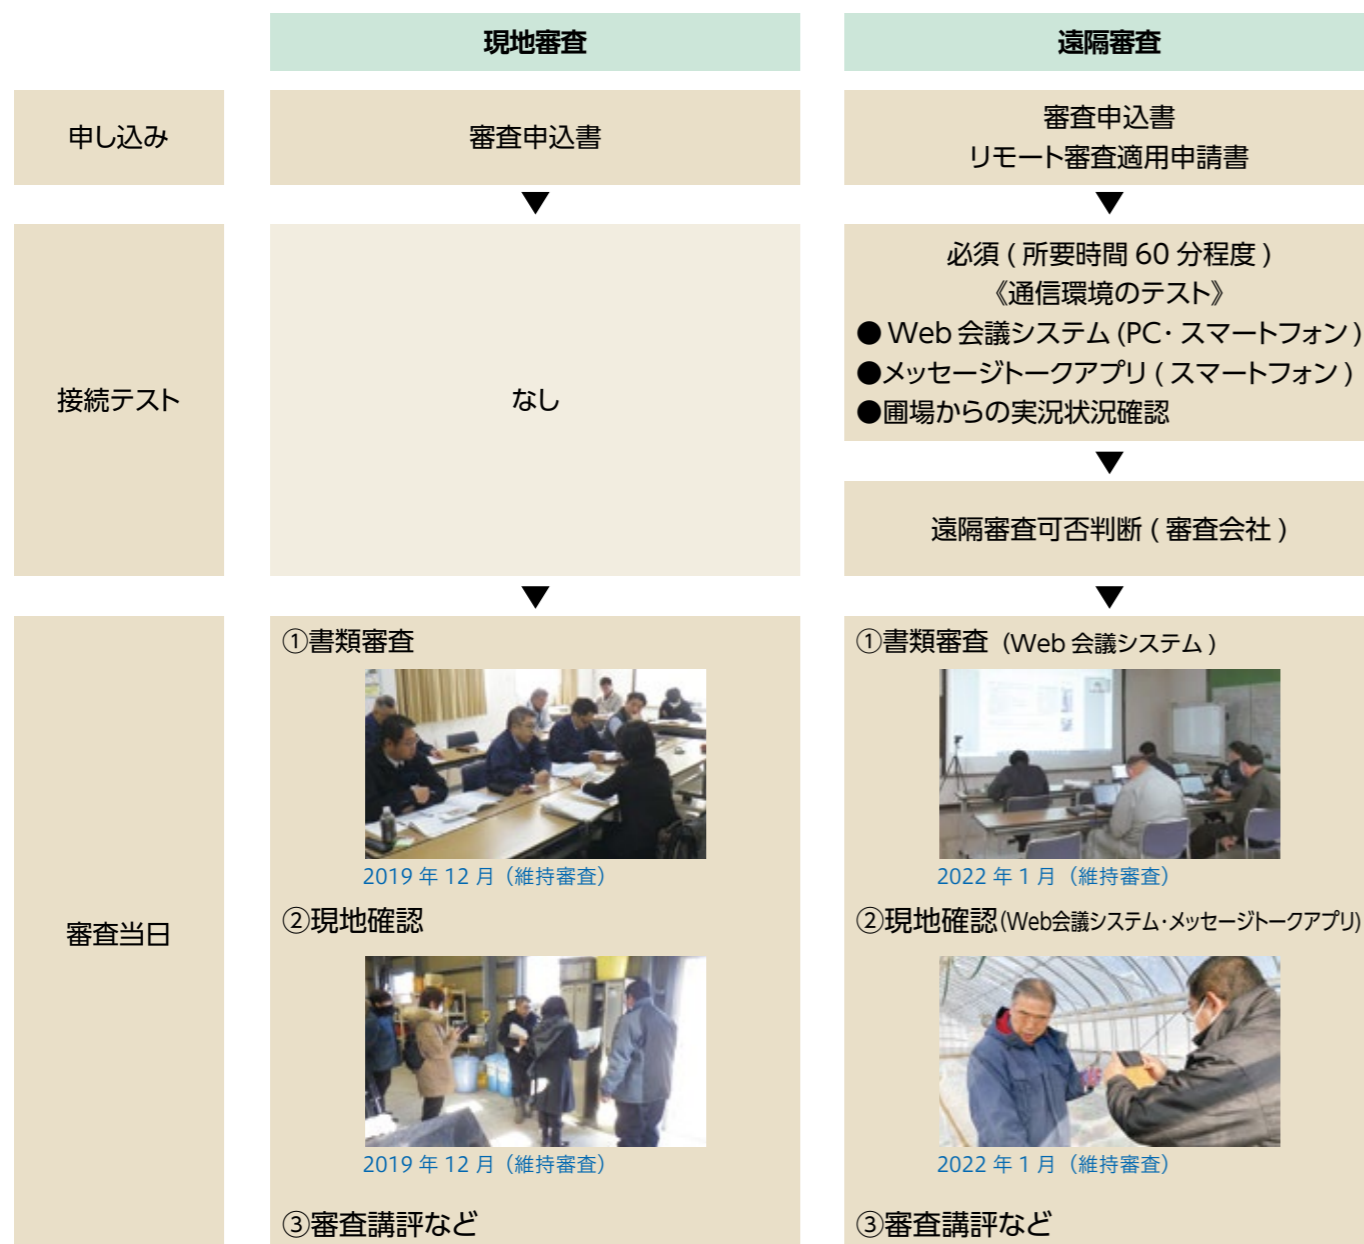 現地審査
遠隔審査
申し込み
審査申込書
審査申込書
リモート審査適用申請書
▼
▼
接続テスト
なし
必須 ( 所要時間 60 分程度 )
《通信環境のテスト》
● Web 会議システム (PC・ スマートフォン )
●メッセージトークアプリ ( スマートフォン )
●圃場からの実況状況確認
▼
遠隔審査可否判断 ( 審査会社 )
▼
▼
審査当日
①書類審査
2019 年 12 月（維持審査）
②現地確認
2019 年 12 月（維持審査）
③審査講評など
①書類審査（Web 会議システム )
2022 年 1 月（維持審査）
②現地確認(Web会議システム・メッセージトークアプリ)
2022 年 1 月（維持審査）
③審査講評など